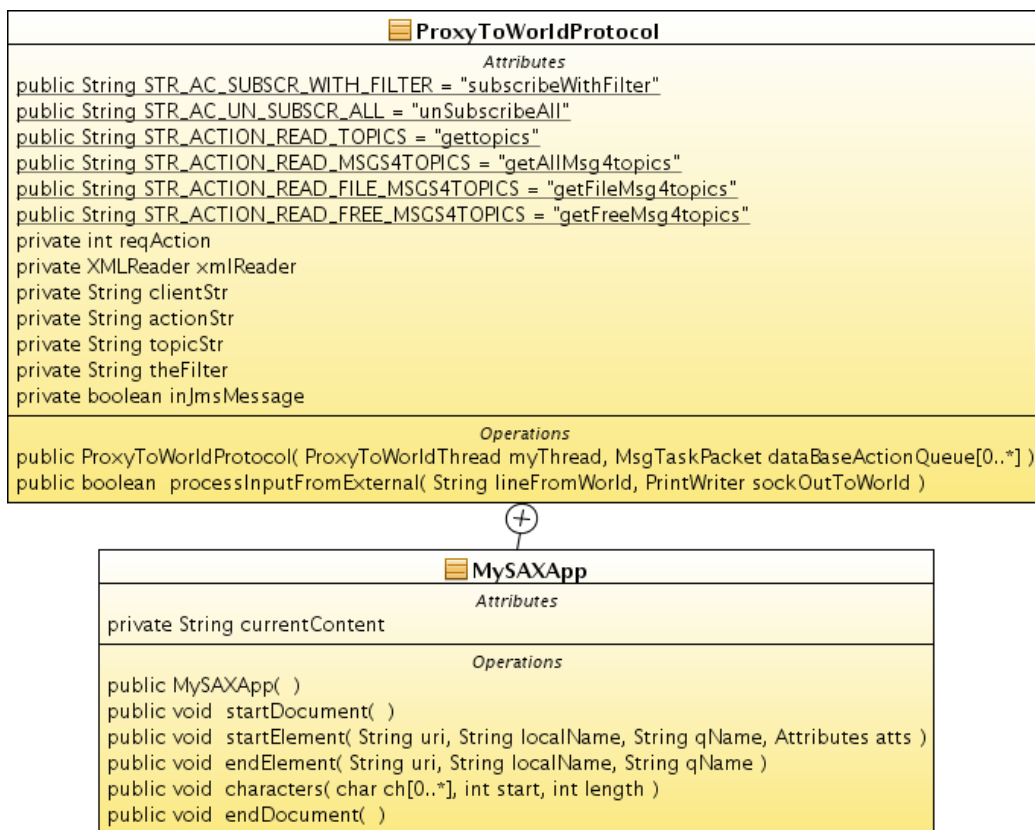 ProxyToWorldProtocol
Attributes
public String STR_AC_SUBSCR_WITH_FILTER = "subscribeWithFilter"
public String STR_AC_UN_SUBSCR_ALL = "unSubscribeAll"
public String STR_ACTION_READ_TOPICS = "gettopics"
public String STR_ACTION_READ_MSGS4TOPICS = "getAllMsg4topics"
public String STR_ACTION_READ_FILE_MSGS4TOPICS = "getFileMsg4topics"
public String STR_ACTION_READ_FREE_MSGS4TOPICS = "getFreeMsg4topics"
private int reqAction
private XMLReader xmlReader
private String clientStr
private String actionStr
private String topicStr
private String theFilter
private boolean inJmsMessage
Operations
public ProxyToWorldProtocol( ProxyToWorldThread myThread, MsgTaskPacket dataBaseActionQueue[0..*] )
public boolean processInputFromExternal( String lineFromWorld, PrintWriter sockOutToWorld )
MySAXApp
Attributes
private String currentContent
Operations
public MySAXApp( )
public void startDocument( )
public void startElement( String uri, String localName, String qName, Attributes atts )
public void endElement( String uri, String localName, String qName )
public void characters( char ch[0..*], int start, int length )
public void endDocument( )